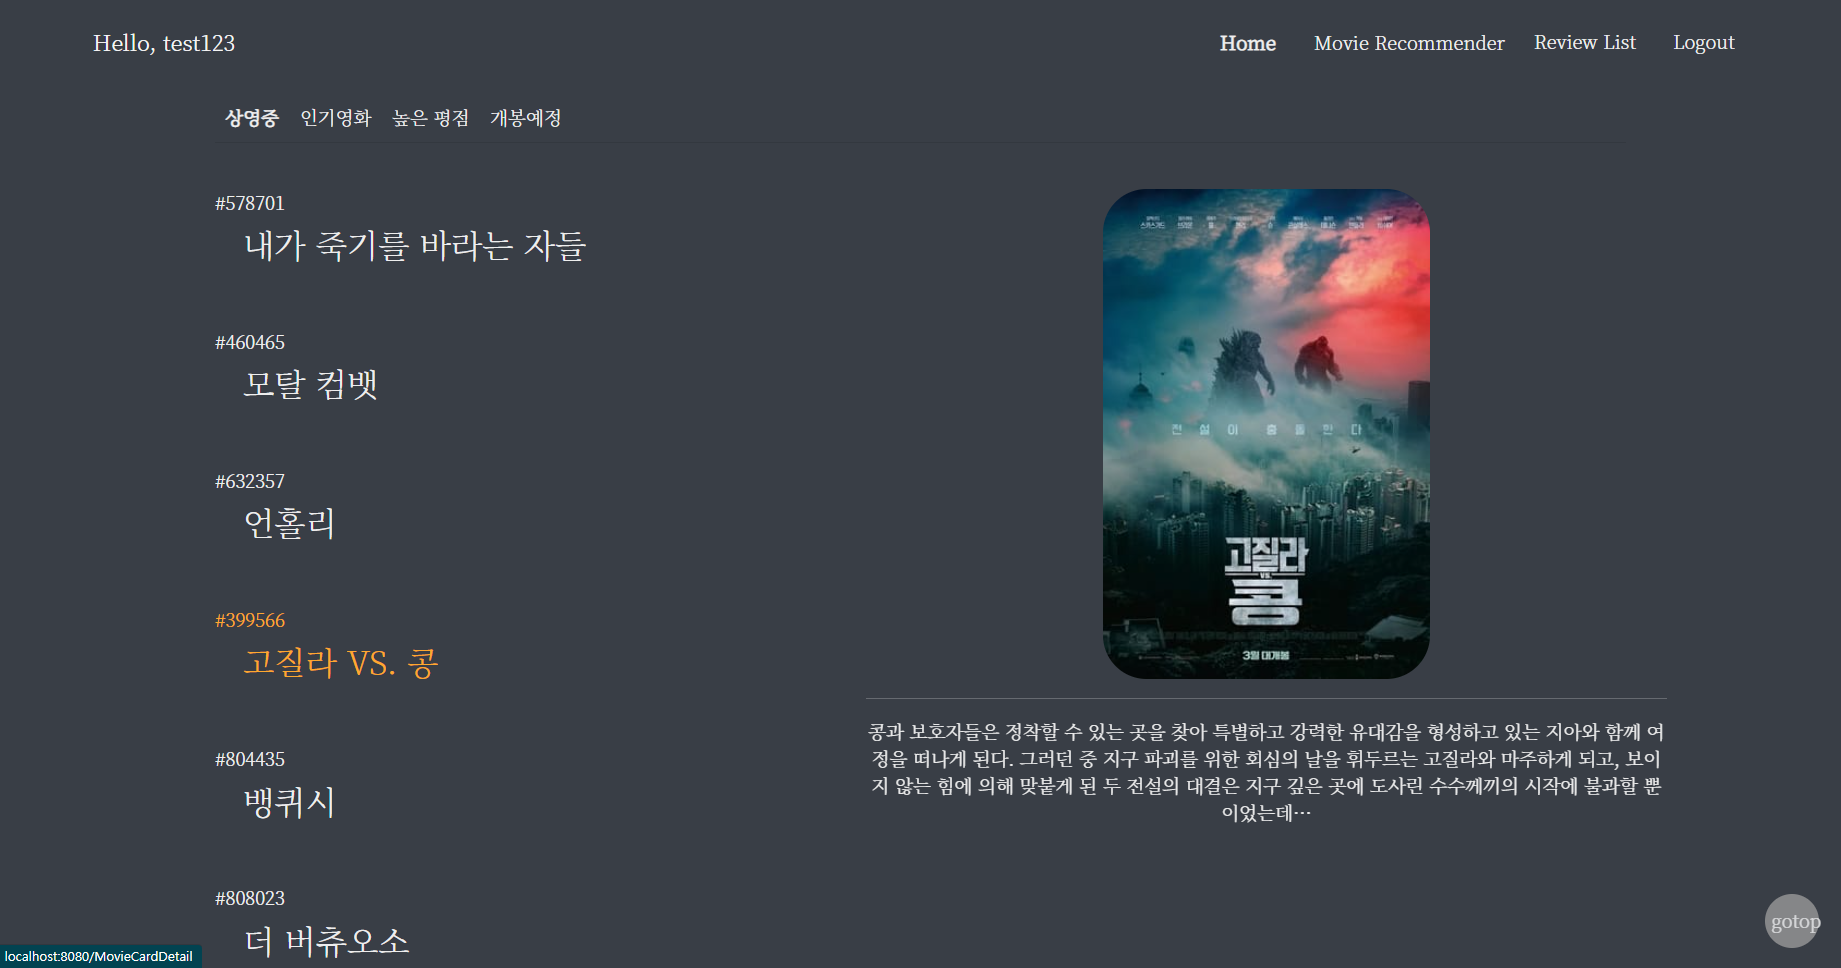 Hello, test123
Home Movie Recommender Review List Logout
상영중 인기영화 높은 평점 개봉예정
#578701
내가 죽기를 바라는 자들
#460465
모탈 컴뱃
#632357
언홀리
#399566
고질라 VS. 콩
#804435
뱅퀴시
#808023
더 버츄오소
전설이 충돌한다
고질라
VS.
콩
3월 대개봉
콩과 보호자들은 정착할 수 있는 곳을 찾아 특별하고 강력한 유대감을 형성하고 있는 지아와 함께 여
정을 떠나게 된다. 그러던 중 지구 파괴를 위한 회심의 날을 휘두르는 고질라와 마주하게 되고, 보이
지 않는 힘에 의해 맞붙게 된 두 전설의 대결은 지구 깊은 곳에 도사린 수수께끼의 시작에 불과할 뿐
이었는데…
gotop
localhost:8080/MovieCardDetail